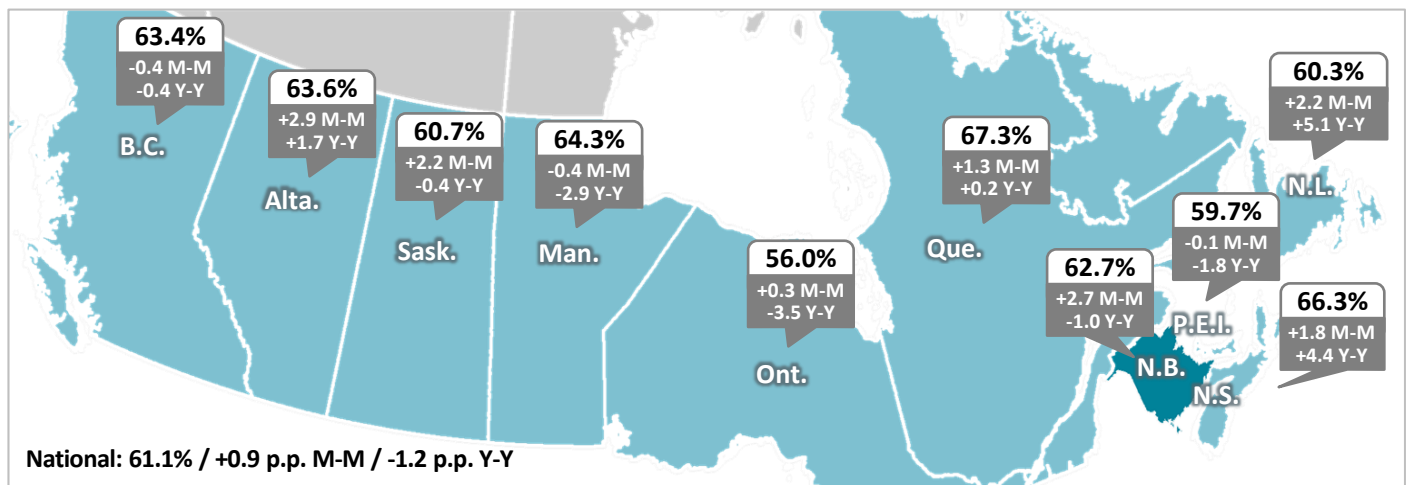 63.4%
-0.4 M-M
-0.4 Y-Y
B.C.
63.6%
+2.9 M-M
+1.7 Y-Y
Alta.
60.7%
+2.2 M-M
-0.4 Y-Y
Sask.
64.3%
-0.4 M-M
-2.9 Y-Y
Man.
56.0%
+0.3 M-M
-3.5 Y-Y
Ont.
67.3%
+1.3 M-M
+0.2 Y-Y
Que.
62.7%
+2.7 M-M
-1.0 Y-Y
N.B.
59.7%
-0.1 M-M
-1.8 Y-Y
P.E.I.
60.3%
+2.2 M-M
+5.1 Y-Y
N.L.
66.3%
+1.8 M-M
+4.4 Y-Y
N.S.
National: 61.1% / +0.9 p.p. M-M / -1.2 p.p. Y-Y